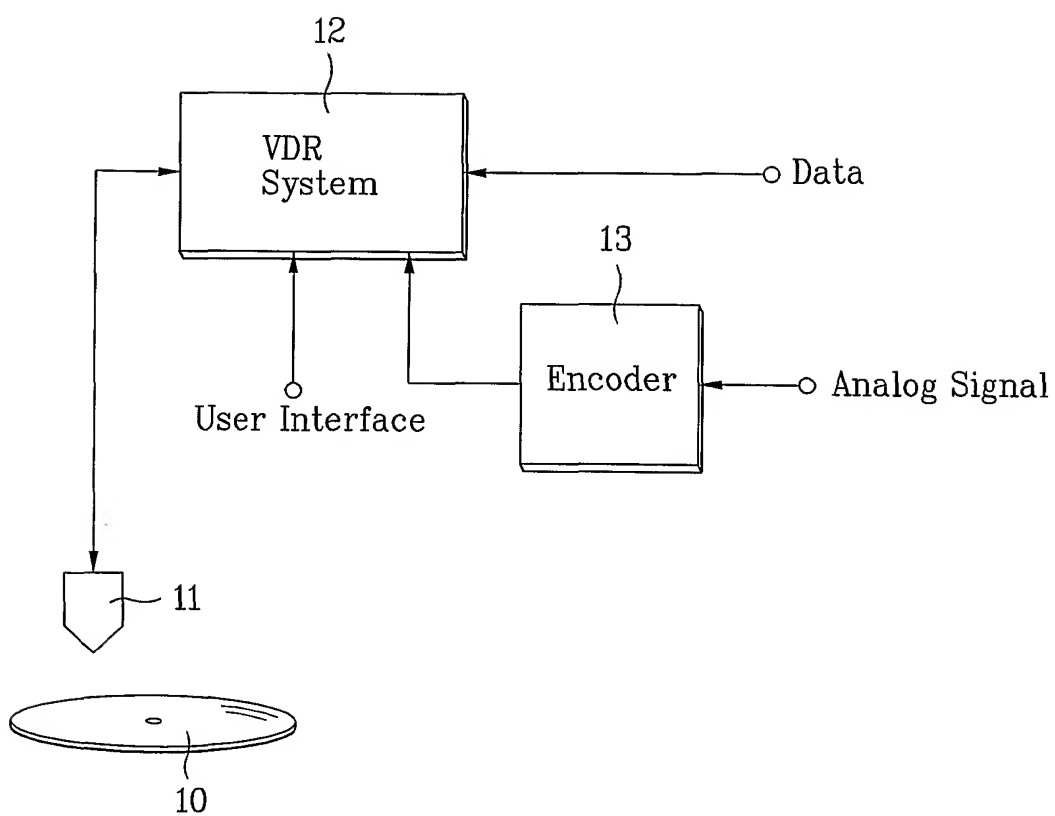 12
VDR
System
Data
13
Encoder
Analog Signal
User Interface
11
10